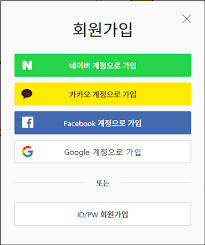 회원가입
네이버 계정으로 가입
카카오 계정으로 가입
Facebook 계정으로 가입
Google 계정으로 가입
또는
ID/PW 회원가입